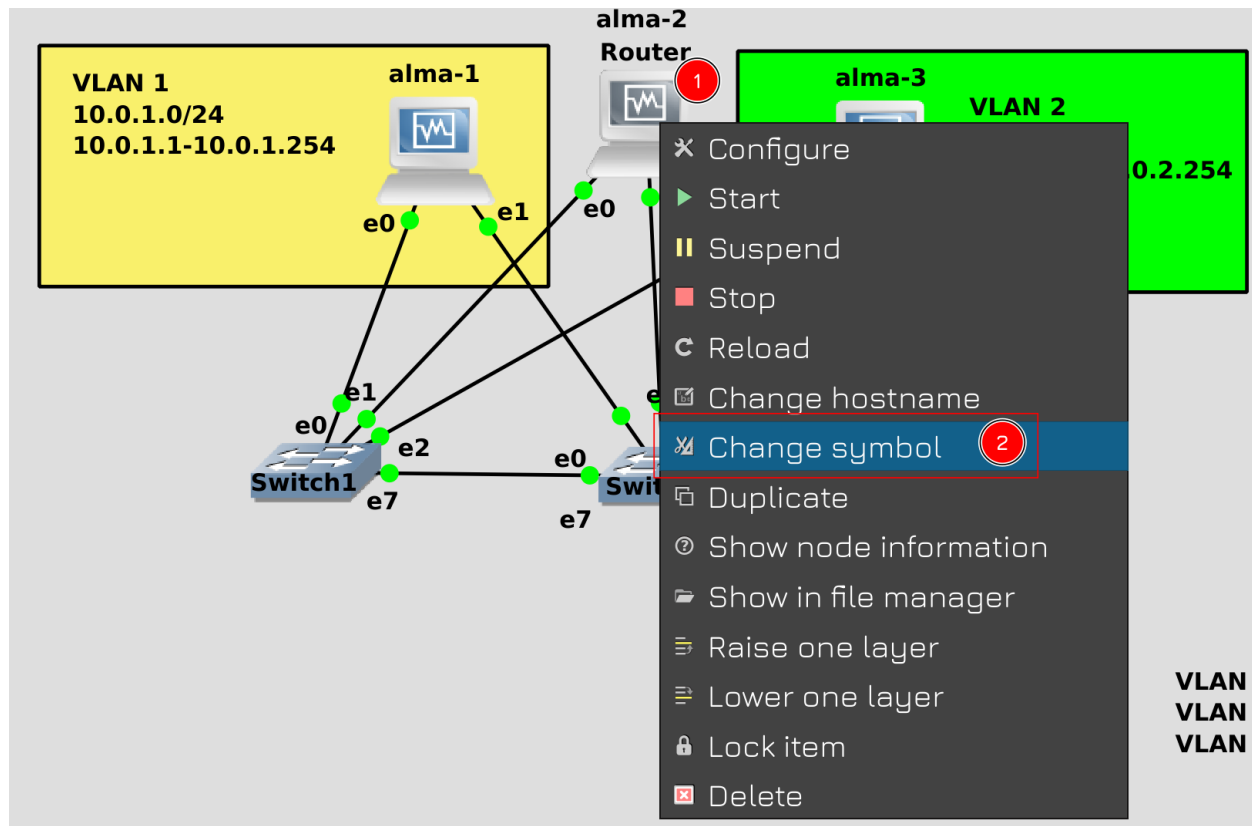 alma-2
Router
1
VLAN 1
10.0.1.0/24
10.0.1.1-10.0.1.254
alma-1
alma-3
VLAN 2
.0.2.254
e0
e1
e0
Configure
Start
Suspend
Stop
Reload
Change hostname
Change symbol
2
Duplicate
Show node information
Show in file manager
Raise one layer
Lower one layer
Lock item
Delete
e1
e0
e2
Switch1
e7
e0
e
Swit
e7
VLAN
VLAN
VLAN